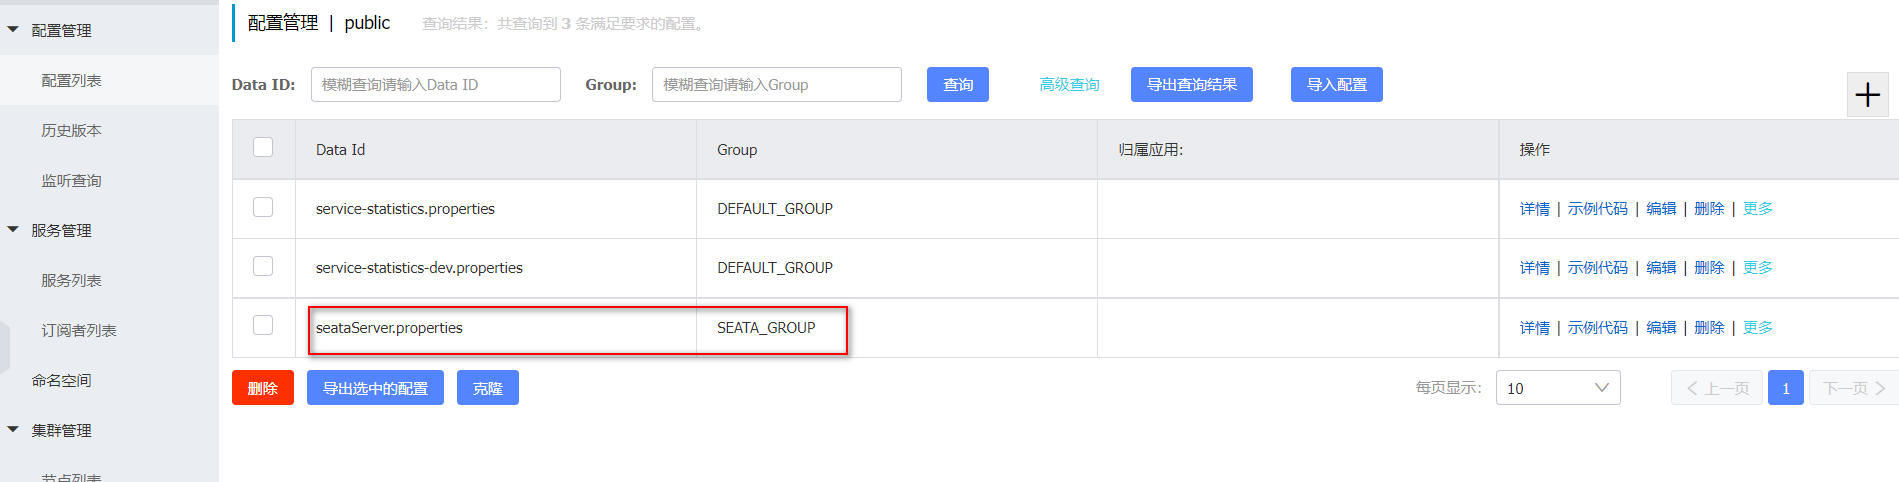 配置管理
配置列表
历史版本
监听查询
服务管理
服务列表
订阅者列表
命名空间
集群管理
节点列表
配置管理 | public 查询结果：共查询到 3 条满足要求的配置。
Data ID: 模糊查询请输入Data ID Group: 模糊查询请输入Group 查询 高级查询 导出查询结果 导入配置
Data Id Group 归属应用: 操作
service-statistics.properties DEFAULT_GROUP 详情 | 示例代码 | 编辑 | 删除 | 更多
service-statistics-dev.properties DEFAULT_GROUP 详情 | 示例代码 | 编辑 | 删除 | 更多
seataServer.properties SEATA_GROUP 详情 | 示例代码 | 编辑 | 删除 | 更多
删除 导出选中的配置 克隆 每页显示: 10 上一页 1 下一页